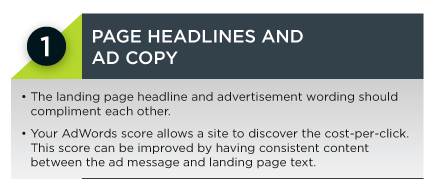 1
PAGE HEADLINES AND
AD COPY
• The landing page headline and advertisement wording should
compliment each other.
• Your AdWords score allows a site to discover the cost-per-click.
This score can be improved by having consistent content
between the ad message and landing page text.